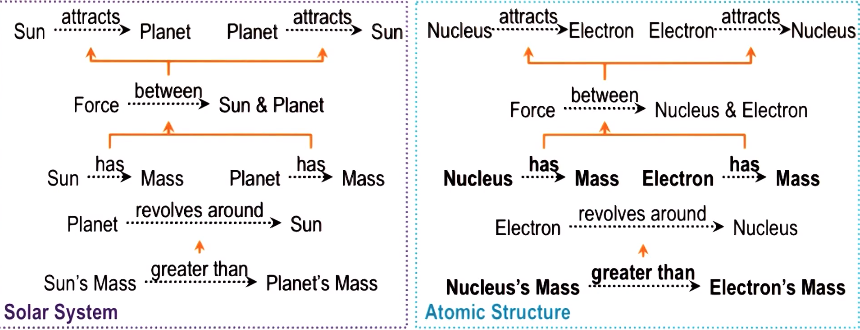 Sun attracts Planet Planet attracts Sun
Force between Sun & Planet
Sun has Mass Planet has Mass
Planet revolves around Sun
Sun's Mass greater than Planet's Mass
Solar System
Nucleus attracts Electron Electron attracts Nucleus
Force between Nucleus & Electron
Nucleus has Mass Electron has Mass
Electron revolves around Nucleus
Nucleus's Mass greater than Electron's Mass
Atomic Structure